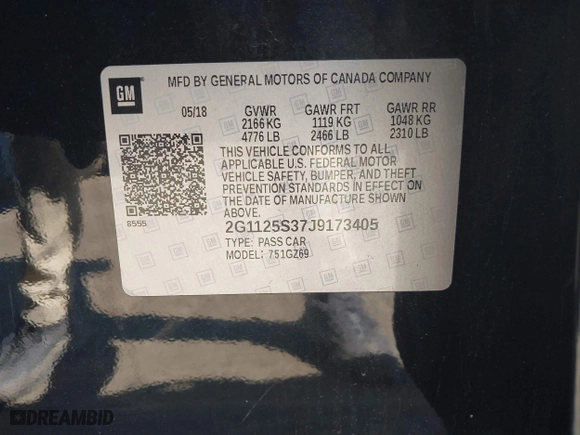 GM
MFD BY GENERAL MOTORS OF CANADA COMPANY
05/18 GVWR GAWR FRT GAWR RR
2166 KG 1119 KG 1048 KG
4776 LB 2466 LB 2310 LB
THIS VEHICLE CONFORMS TO ALL
APPLICABLE U.S. FEDERAL MOTOR
VEHICLE SAFETY, BUMPER, AND THEFT
PREVENTION STANDARDS IN EFFECT ON
THE DATE OF MANUFACTURE SHOWN
ABOVE.
8555
2G1125S37J9173405
TYPE: PASS CAR
MODEL: 751GZ69
DREAMBID